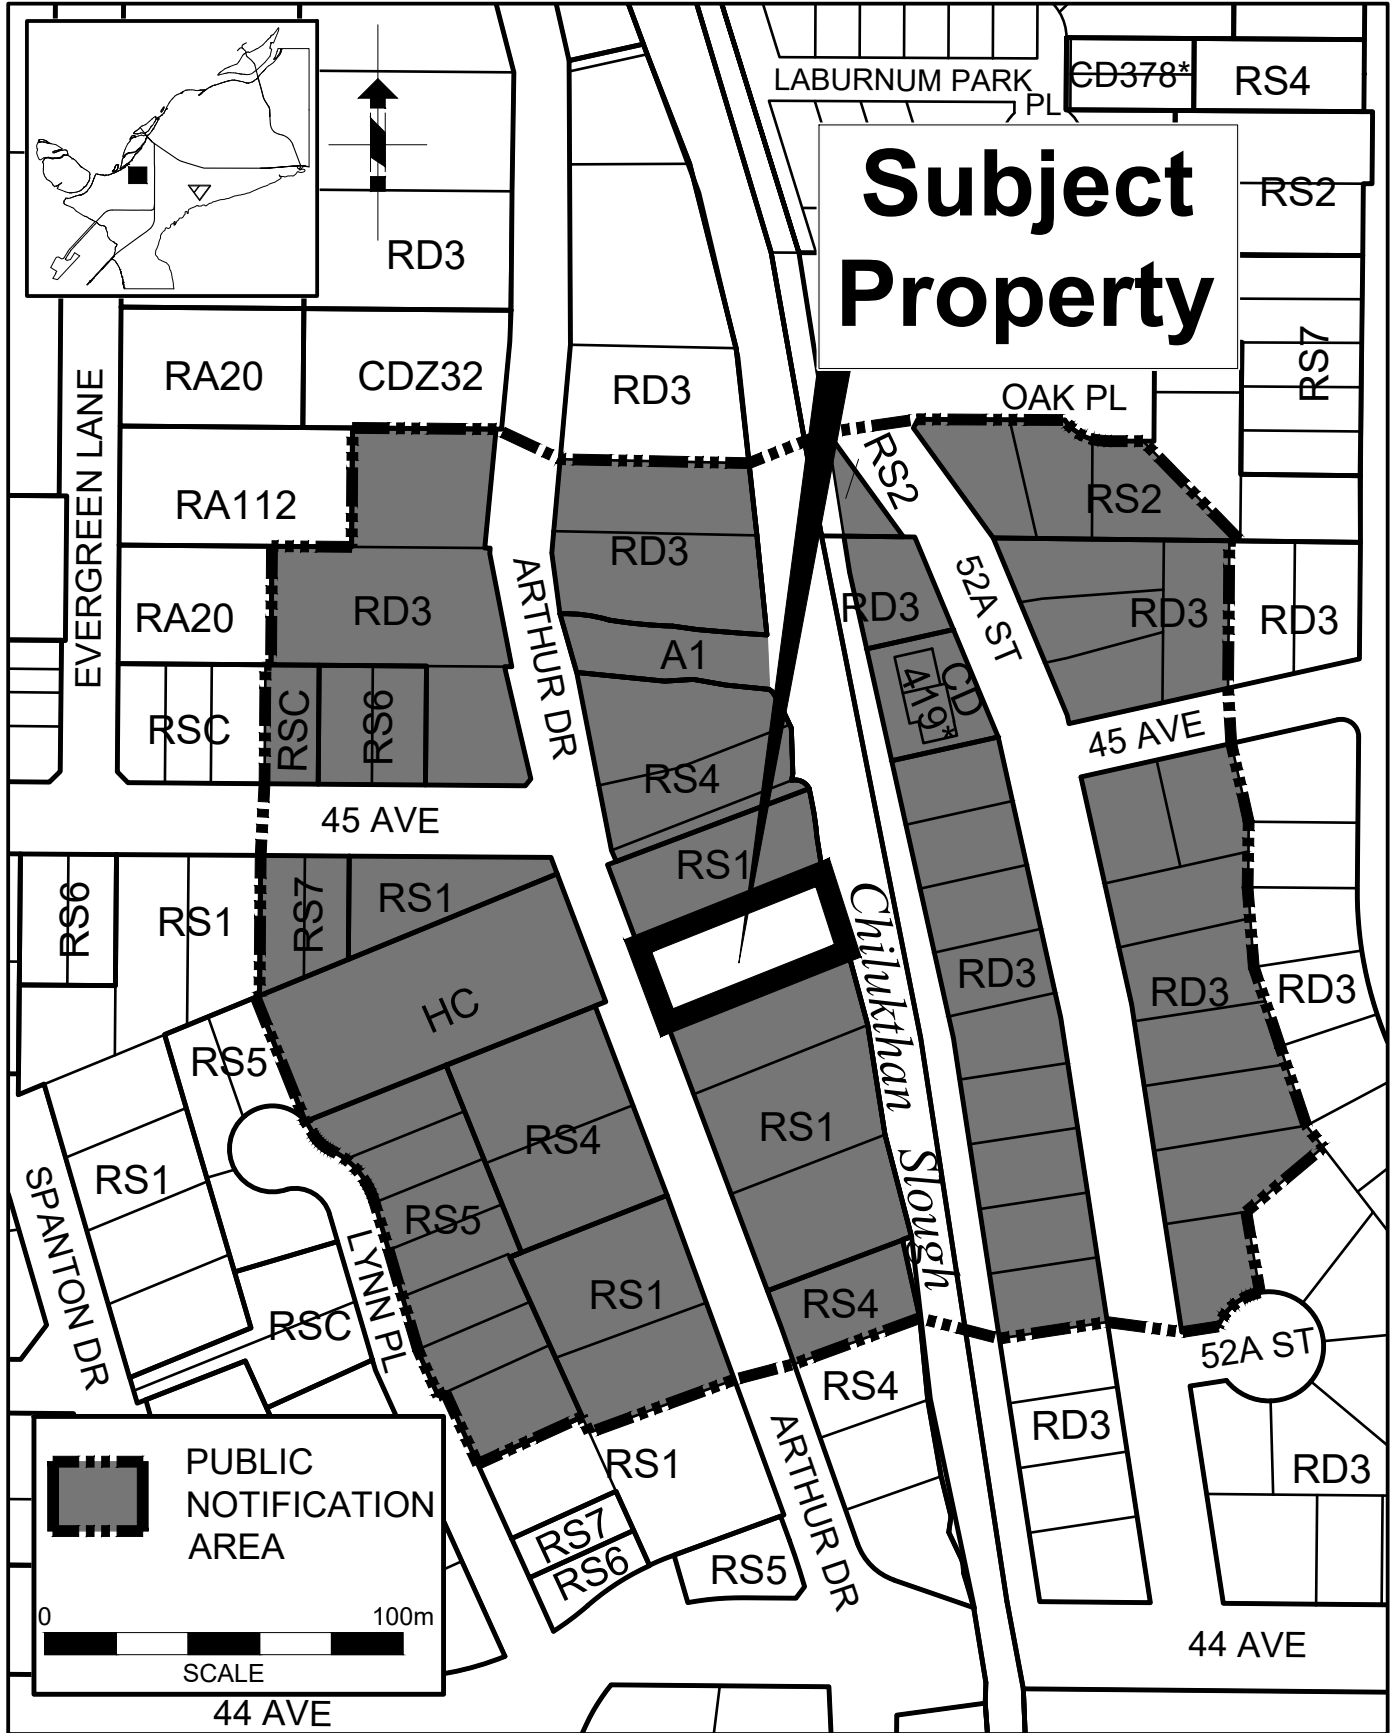 LABURNUM PARK
PL
CD378*
RS4
Subject
Property
RS2
RD3
RS7
RA20
CDZ32
RD3
OAK PL
EVERGREEN LANE
RA112
RS2
RS2
RD3
ARTHUR DR
52A ST
RA20
RD3
RD3
RD3
RD3
A1
CD
419*
RSC
RSC
RS6
45 AVE
RS4
45 AVE
RS1
RS6
RS1
RS7
RS1
Chilukthan Slough
RD3
RD3
RD3
HC
RS5
RS4
RS1
RS1
SPANTON DR
RS5
LYNN PL
RS1
RS4
RSC
52A ST
RS4
RD3
ARTHUR DR
RS1
RD3
PUBLIC
NOTIFICATION
AREA
RS7
RS6
RS5
0 100m
SCALE
44 AVE
44 AVE